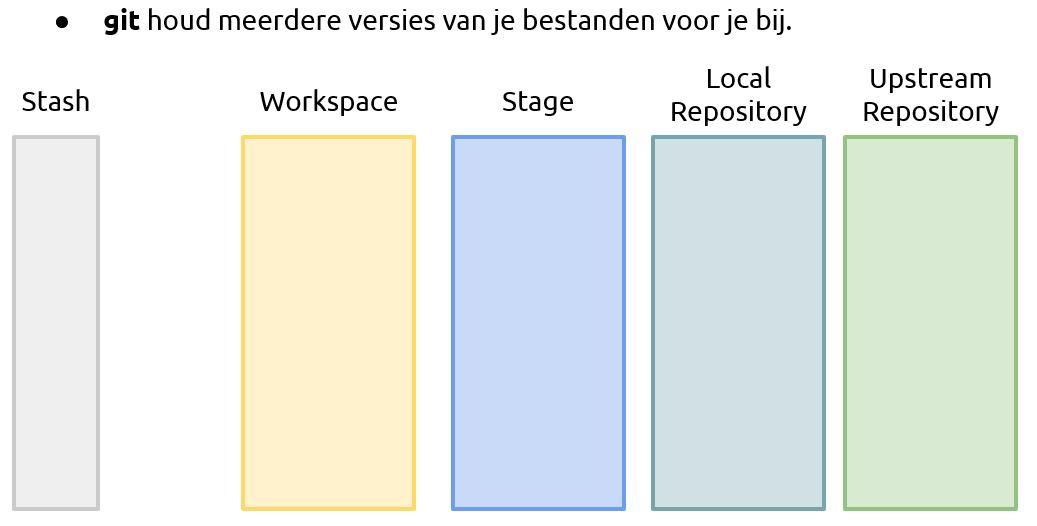 ● git houd meerdere versies van je bestanden voor je bij.
Stash
Workspace
Stage
Local
Repository
Upstream
Repository